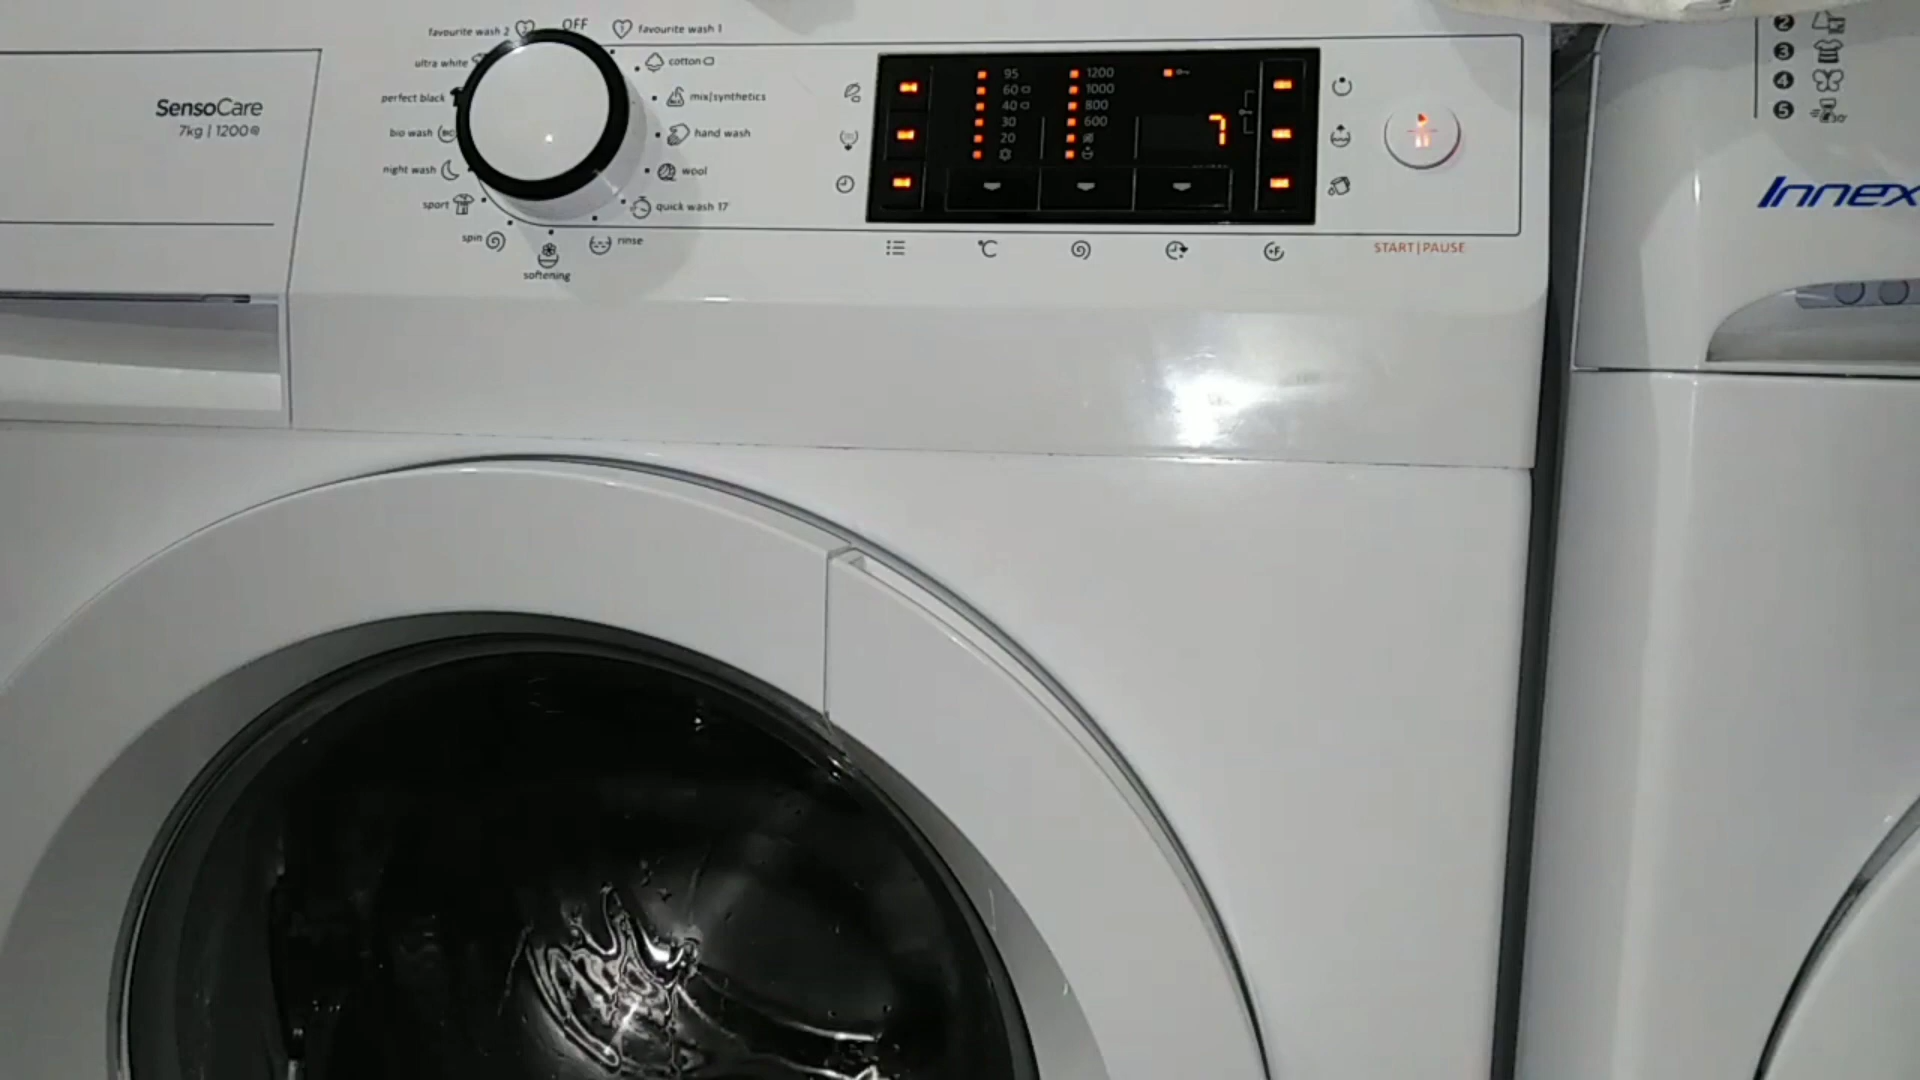 favourite wash 2
OFF
favourite wash 1
ultra white
cotton
perfect black
mix|synthetics
bio wash
hand wash
night wash
wool
sport
quick wash 17'
spin
rinse
softening
SensoCare
7kg | 1200
95
60
40
30
20
1200
1000
800
600
7
°C
+F
START|PAUSE
2
3
4
5
30'
Innex